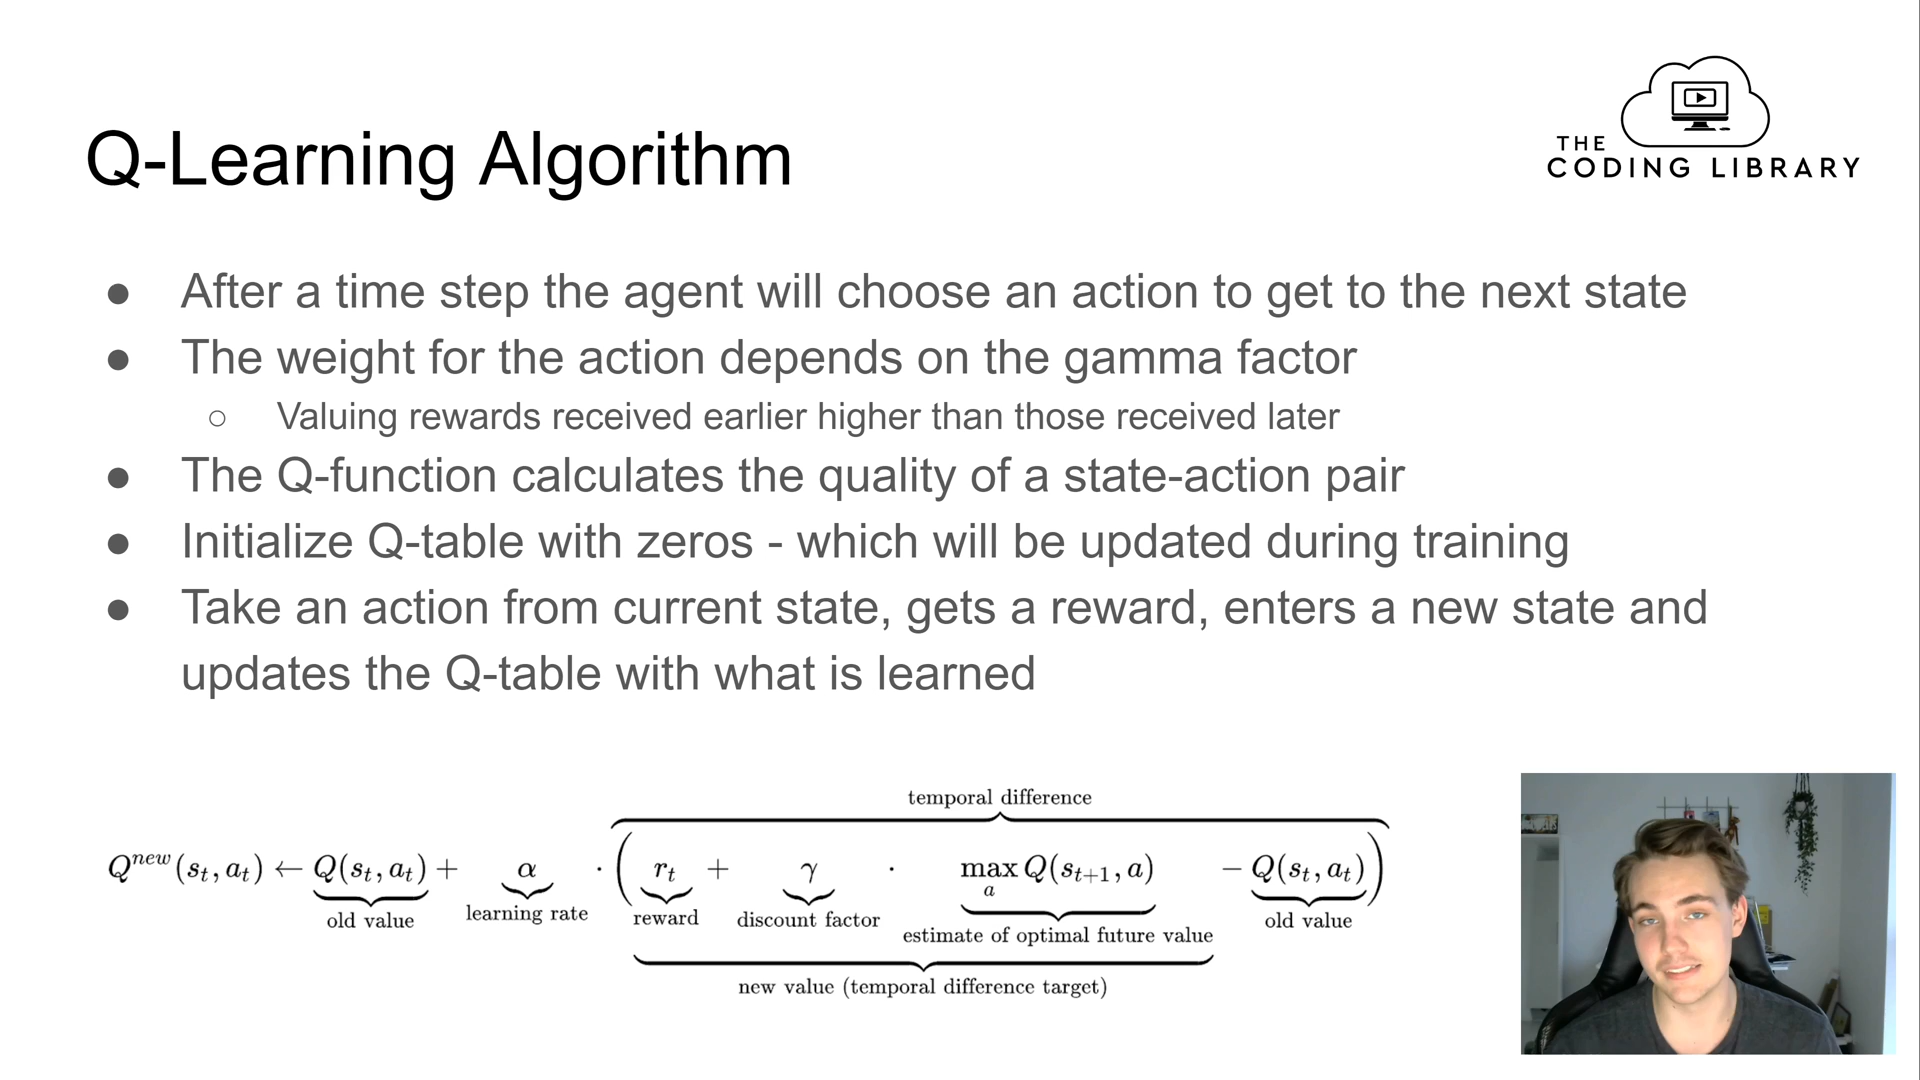 THE
CODING LIBRARY
Q-Learning Algorithm
● After a time step the agent will choose an action to get to the next state
● The weight for the action depends on the gamma factor
○ Valuing rewards received earlier higher than those received later
● The Q-function calculates the quality of a state-action pair
● Initialize Q-table with zeros - which will be updated during training
● Take an action from current state, gets a reward, enters a new state and
updates the Q-table with what is learned
temporal difference
Q^{new}(s_t, a_t) ← Q(s_t, a_t) + α · ( r_t + γ · max_a Q(s_{t+1}, a) − Q(s_t, a_t) )
old value learning rate reward discount factor estimate of optimal future value old value
new value (temporal difference target)